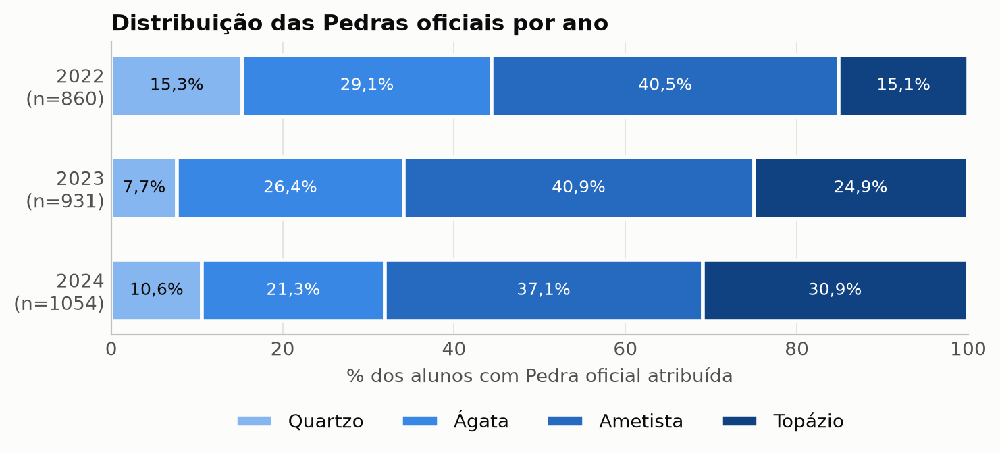 Distribuição das Pedras oficiais por ano
2022
(n=860)
15,3% 29,1% 40,5% 15,1%
2023
(n=931)
7,7% 26,4% 40,9% 24,9%
2024
(n=1054)
10,6% 21,3% 37,1% 30,9%
0 20 40 60 80 100
% dos alunos com Pedra oficial atribuída
Quartzo Ágata Ametista Topázio